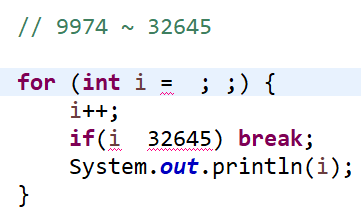 // 9974 ~ 32645
for (int i =  ; ;) {
i++;
if(i  32645) break;
System.out.println(i);
}